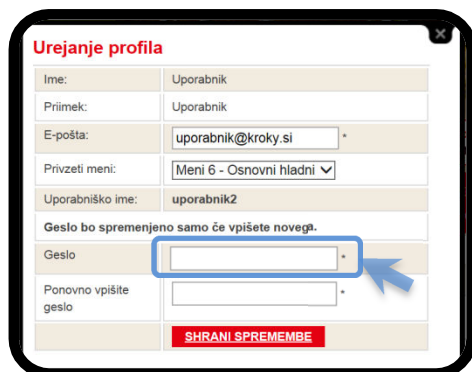 Urejanje profila
Ime: Uporabnik
Priimek: Uporabnik
E-pošta: uporabnik@kroky.si *
Privzeti meni: Meni 6 - Osnovni hladni
Uporabniško ime: uporabnik2
Geslo bo spremenjeno samo če vpišete novega.
Geslo *
Ponovno vpišite *
geslo
SHRANI SPREMEMBE